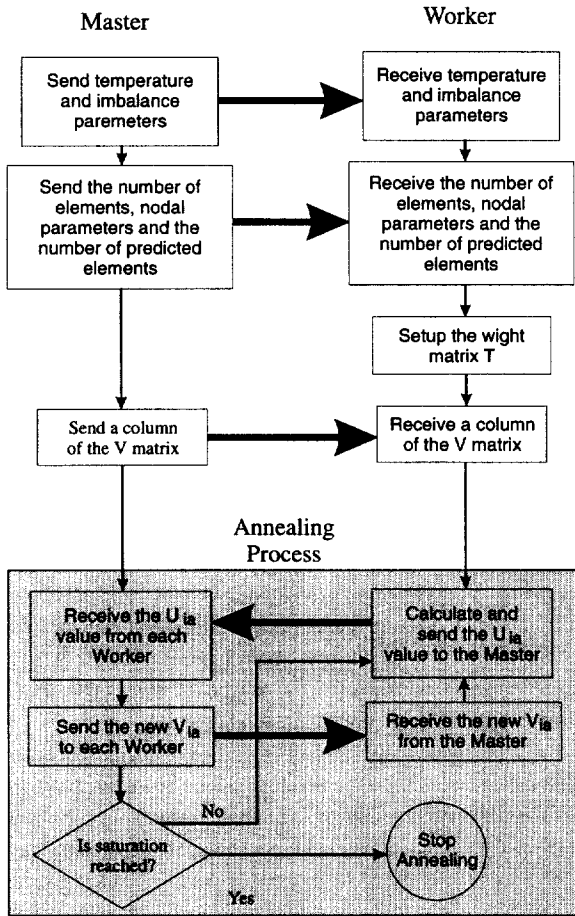 Master
Worker
Send temperature
and imbalance
paremeters
Receive temperature
and imbalance
parameters
Send the number of
elements, nodal
parameters and the
number of predicted
elements
Receive the number of
elements, nodal
parameters and the
number of predicted
elements
Setup the wight
matrix T
Send a column
of the V matrix
Receive a column
of the V matrix
Annealing
Process
Receive the U ia
value from each
Worker
Calculate and
send the U ia
value to the Master
Send the new V ia
to each Worker
Receive the new V ia
from the Master
No
Is saturation
reached?
Stop
Annealing
Yes